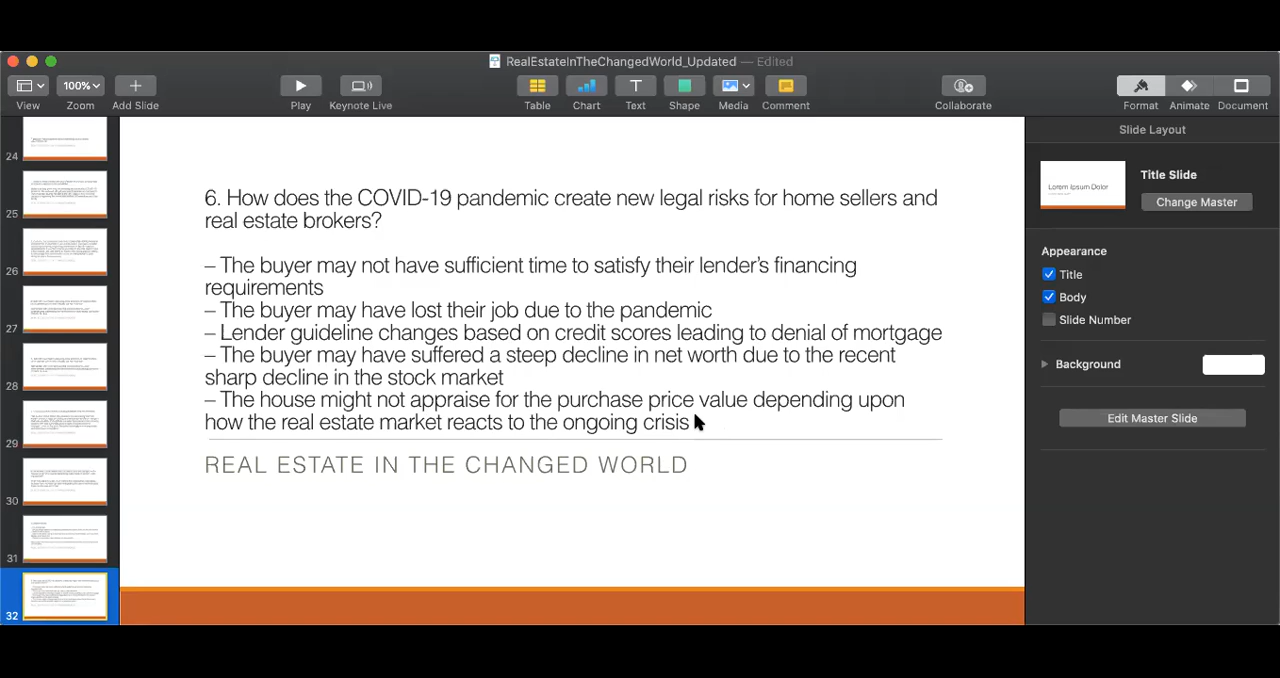 RealEstateInTheChangedWorld_Updated — Edited
100%
View
Zoom
Add Slide
Play
Keynote Live
Table
Chart
Text
Shape
Media
Comment
Collaborate
Format
Animate
Document
24
25
26
27
28
29
30
31
32
6. How does the COVID-19 pandemic create new legal risks for home sellers and
real estate brokers?
– The buyer may not have sufficient time to satisfy their lender's financing
requirements
– The buyer may have lost their job due to the pandemic
– Lender guideline changes based on credit scores leading to denial of mortgage
– The buyer may have suffered a steep decline in net worth due to the recent
sharp decline in the stock market
– The house might not appraise for the purchase price value depending upon
how the real estate market reacts to the ongoing crisis
REAL ESTATE IN THE CHANGED WORLD
Slide Layout
Lorem Ipsum Dolor
Title Slide
Change Master
Appearance
Title
Body
Slide Number
Background
Edit Master Slide